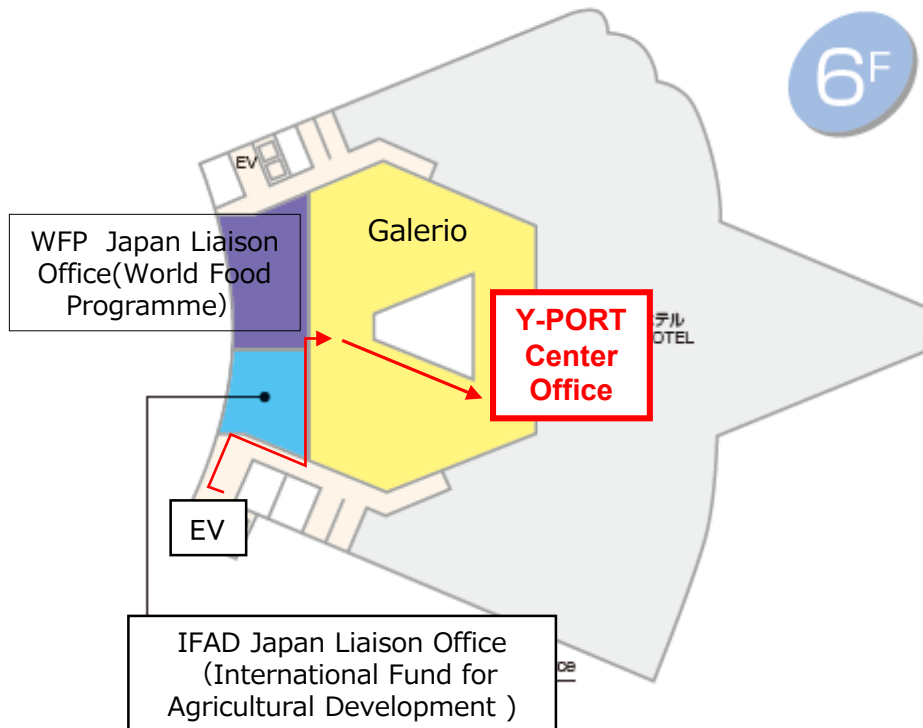 6F
EV
WFP Japan Liaison
Office(World Food
Programme)
Galerio
Y-PORT
Center
Office
テル
OTEL
EV
IFAD Japan Liaison Office
(International Fund for
Agricultural Development )